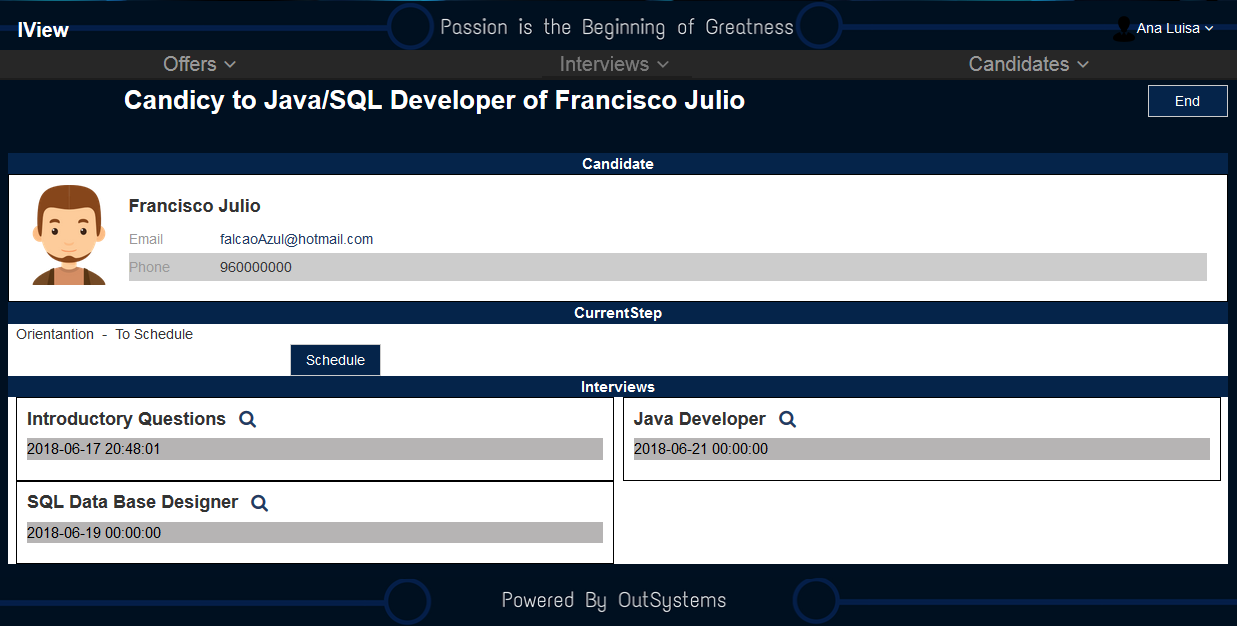 IView
Passion is the Beginning of Greatness
Ana Luisa
Offers Interviews Candidates
Candicy to Java/SQL Developer of Francisco Julio
End
Candidate
Francisco Julio
Email falcaoAzul@hotmail.com
Phone 960000000
CurrentStep
Orientantion - To Schedule
Schedule
Interviews
Introductory Questions
2018-06-17 20:48:01
Java Developer
2018-06-21 00:00:00
SQL Data Base Designer
2018-06-19 00:00:00
Powered By OutSystems